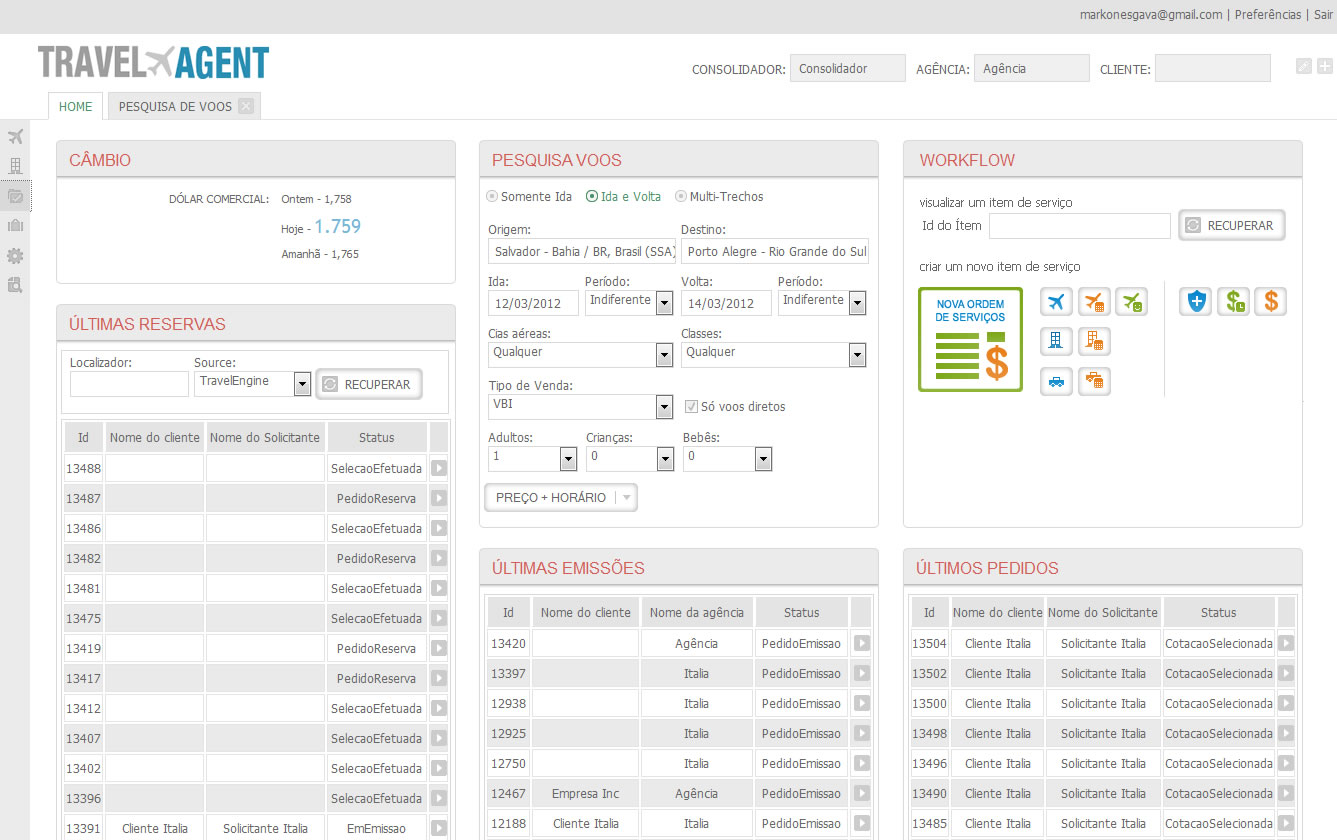 markonesgava@gmail.com | Preferências | Sair
TRAVEL AGENT
CONSOLIDADOR: Consolidador AGÊNCIA: Agência CLIENTE:
HOME PESQUISA DE VOOS
CÂMBIO
DÓLAR COMERCIAL: Ontem - 1,758
Hoje - 1.759
Amanhã - 1,765
ÚLTIMAS RESERVAS
Localizador: Source:
TravelEngine RECUPERAR
Id Nome do cliente Nome do Solicitante Status
13488 SelecaoEfetuada
13487 PedidoReserva
13486 SelecaoEfetuada
13482 PedidoReserva
13481 SelecaoEfetuada
13475 SelecaoEfetuada
13419 PedidoReserva
13417 PedidoReserva
13412 SelecaoEfetuada
13407 SelecaoEfetuada
13402 SelecaoEfetuada
13396 SelecaoEfetuada
13391 Cliente Italia Solicitante Italia EmEmissao
PESQUISA VOOS
Somente Ida Ida e Volta Multi-Trechos
Origem: Destino:
Salvador - Bahia / BR, Brasil (SSA) Porto Alegre - Rio Grande do Sul
Ida: Período: Volta: Período:
12/03/2012 Indiferente 14/03/2012 Indiferente
Cias aéreas: Classes:
Qualquer Qualquer
Tipo de Venda:
VBI Só voos diretos
Adultos: Crianças: Bebês:
1 0 0
PREÇO + HORÁRIO
WORKFLOW
visualizar um item de serviço
Id do Ítem RECUPERAR
criar um novo item de serviço
NOVA ORDEM
DE SERVIÇOS
$
ÚLTIMAS EMISSÕES
Id Nome do cliente Nome da agência Status
13420 Agência PedidoEmissao
13397 Italia PedidoEmissao
12938 Italia PedidoEmissao
12925 Italia PedidoEmissao
12750 Italia PedidoEmissao
12467 Empresa Inc Agência PedidoEmissao
12188 Cliente Italia Italia PedidoEmissao
ÚLTIMOS PEDIDOS
Id Nome do cliente Nome do Solicitante Status
13504 Cliente Italia Solicitante Italia CotacaoSelecionada
13502 Cliente Italia Solicitante Italia CotacaoSelecionada
13500 Cliente Italia Solicitante Italia CotacaoSelecionada
13498 Cliente Italia Solicitante Italia CotacaoSelecionada
13496 Cliente Italia Solicitante Italia CotacaoSelecionada
13490 Cliente Italia Solicitante Italia CotacaoSelecionada
13485 Cliente Italia Solicitante Italia CotacaoSelecionada